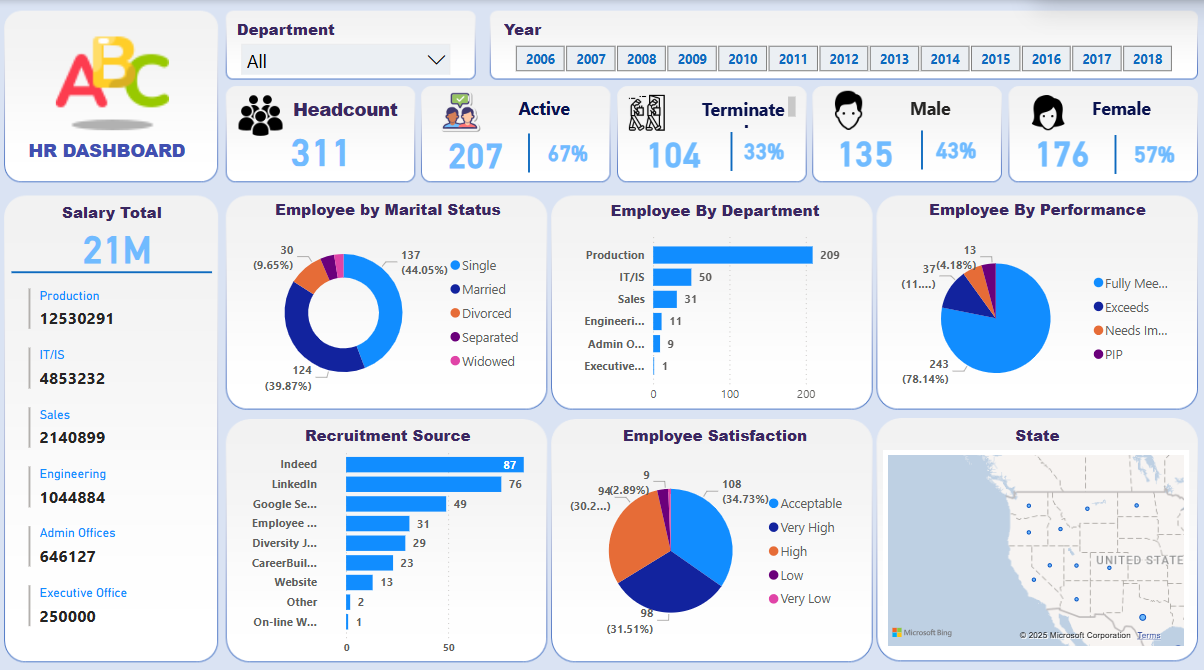 ABC
HR DASHBOARD
Department
All
Year
2006 2007 2008 2009 2010 2011 2012 2013 2014 2015 2016 2017 2018
Headcount
311
Active
207 67%
Terminate
104 33%
Male
135 43%
Female
176 57%
Salary Total
21M
Production
12530291
IT/IS
4853232
Sales
2140899
Engineering
1044884
Admin Offices
646127
Executive Office
250000
Employee by Marital Status
137
(44.05%)
124
(39.87%)
30
(9.65%)
Single
Married
Divorced
Separated
Widowed
Employee By Department
Production 209
IT/IS 50
Sales 31
Engineeri... 11
Admin O... 9
Executive... 1
0 100 200
Employee By Performance
13
(4.18%)
37
(11....)
243
(78.14%)
Fully Mee...
Exceeds
Needs Im...
PIP
Recruitment Source
Indeed 87
LinkedIn 76
Google Se... 49
Employee ... 31
Diversity J... 29
CareerBuil... 23
Website 13
Other 2
On-line W... 1
0 50
Employee Satisfaction
9
(2.89%)
94
(30.2...)
108
(34.73%)
98
(31.51%)
Acceptable
Very High
High
Low
Very Low
State
UNITED STATE
Microsoft Bing
© 2025 Microsoft Corporation Terms